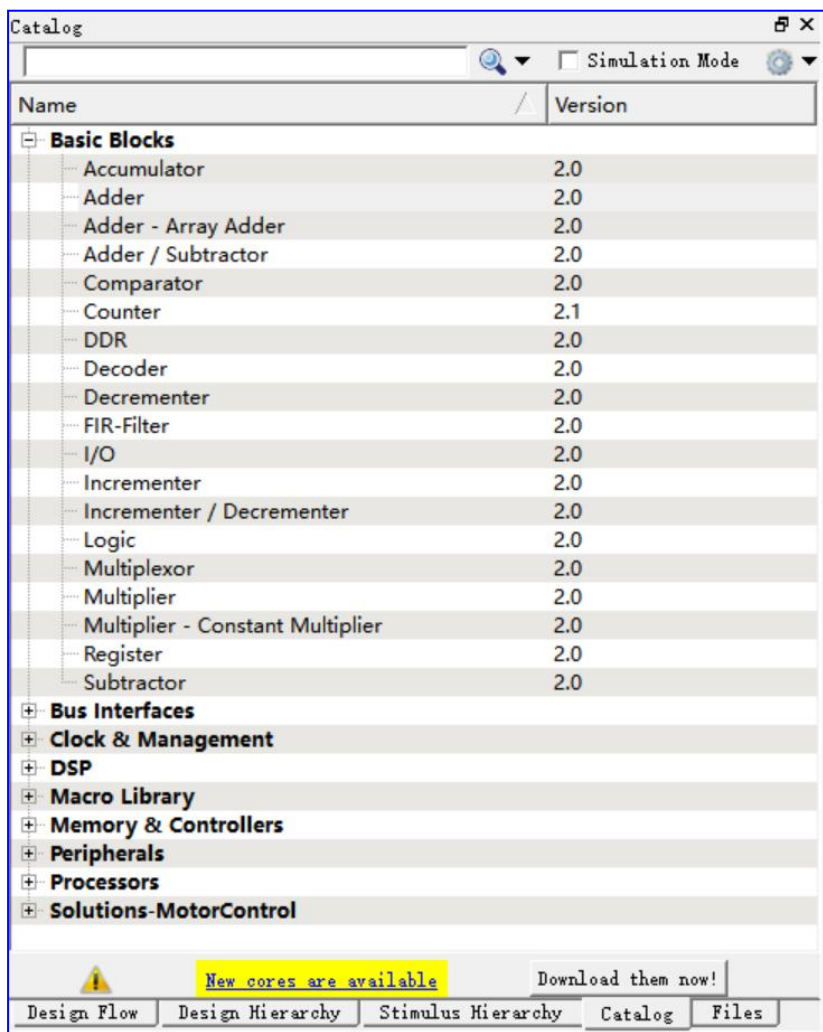 Catalog
Simulation Mode
Name Version
Basic Blocks
Accumulator 2.0
Adder 2.0
Adder - Array Adder 2.0
Adder / Subtractor 2.0
Comparator 2.0
Counter 2.1
DDR 2.0
Decoder 2.0
Decrementer 2.0
FIR-Filter 2.0
I/O 2.0
Incrementer 2.0
Incrementer / Decrementer 2.0
Logic 2.0
Multiplexor 2.0
Multiplier 2.0
Multiplier - Constant Multiplier 2.0
Register 2.0
Subtractor 2.0
Bus Interfaces
Clock & Management
DSP
Macro Library
Memory & Controllers
Peripherals
Processors
Solutions-MotorControl
New cores are available Download them now!
Design Flow Design Hierarchy Stimulus Hierarchy Catalog Files